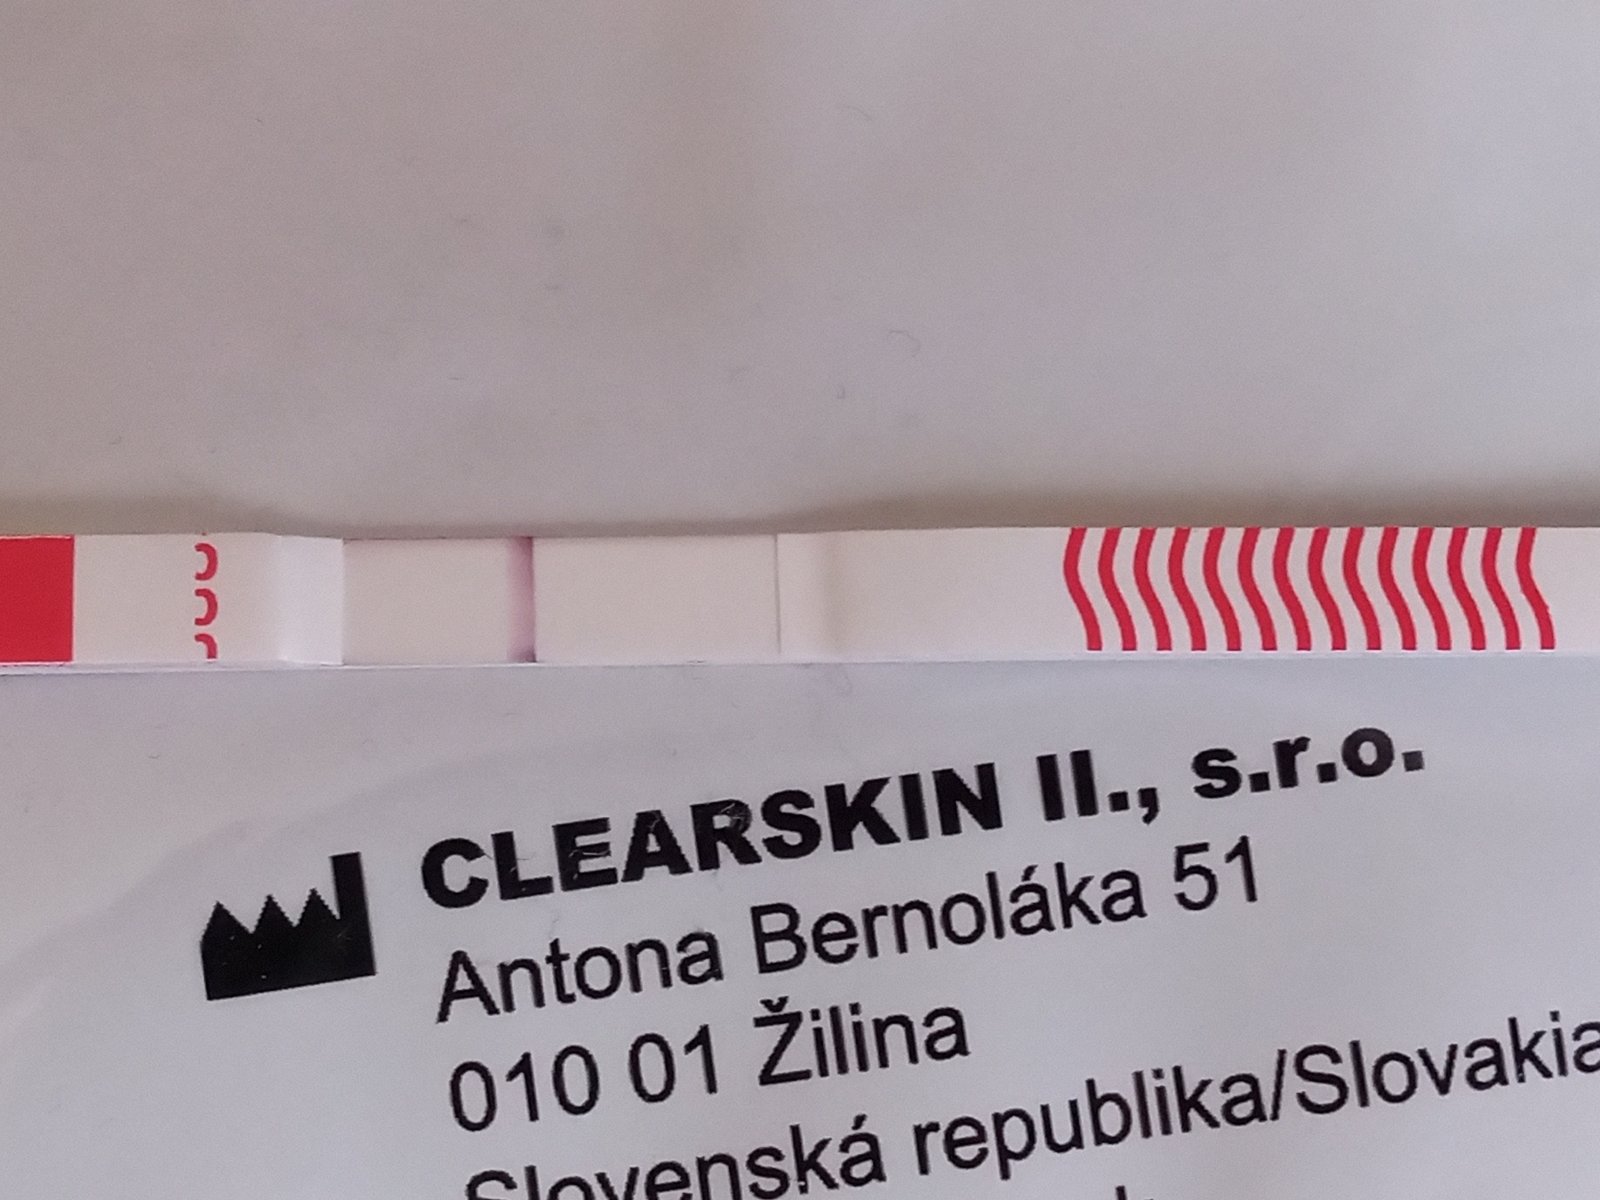 CLEARSKIN II., s.r.o.
Antona Bernoláka 51
010 01 Žilina
Slovenská republika/Slovakia